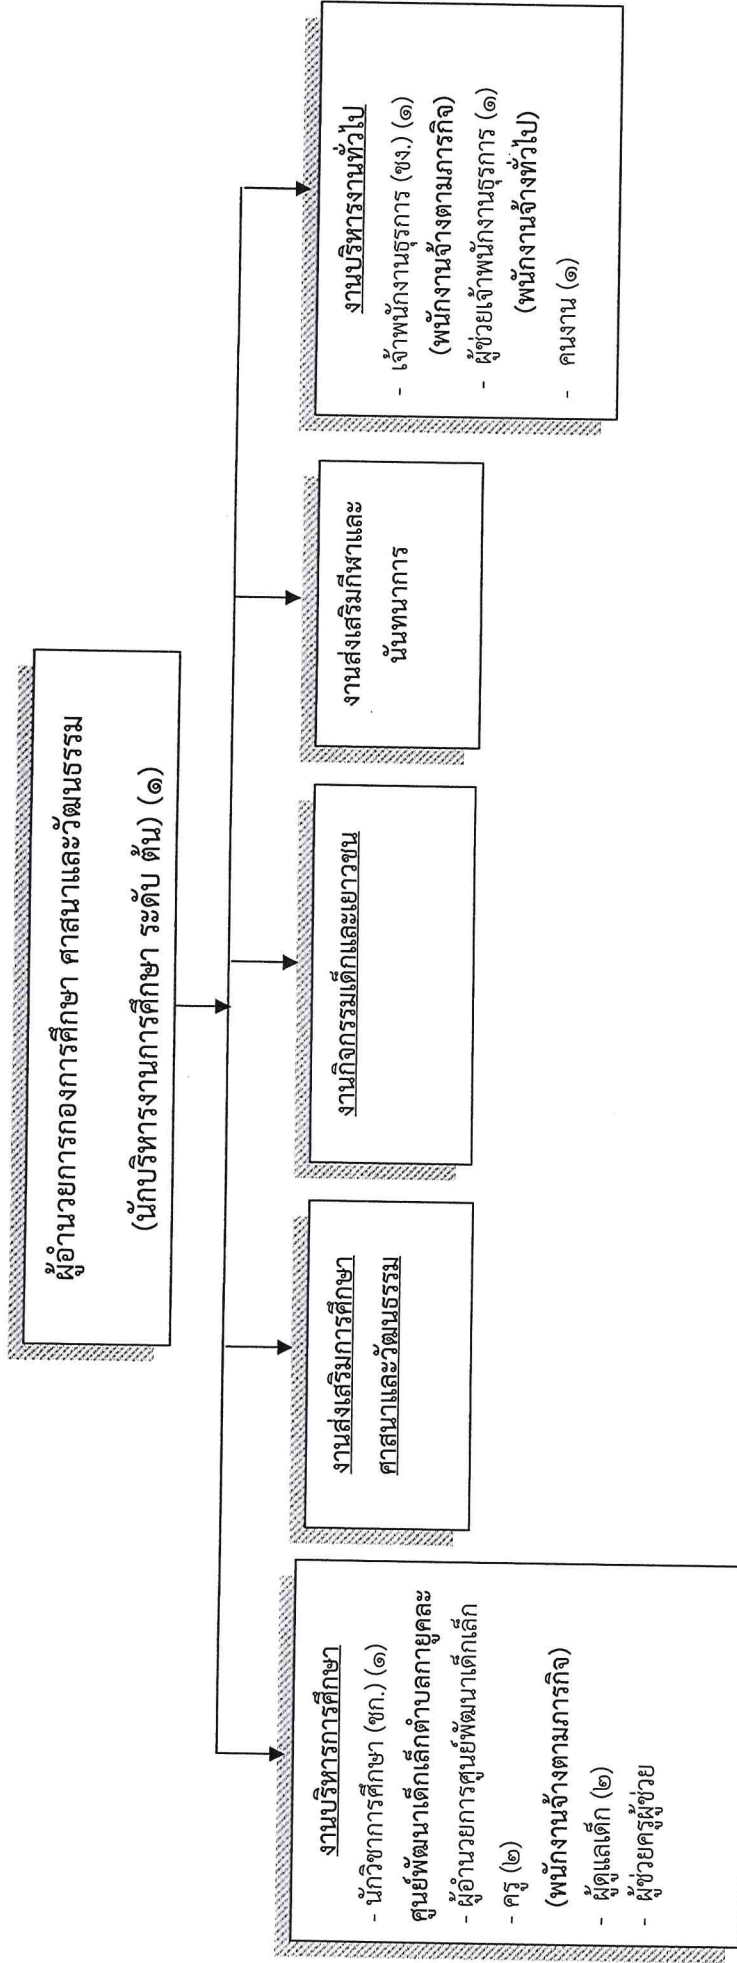 ผู้อำนวยการกองการศึกษา ศาสนาและวัฒนธรรม
(นักบริหารงานการศึกษา ระดับ ต้น) (๑)
งานบริหารการศึกษา
- นักวิชาการศึกษา (ชก.) (๑)
ศูนย์พัฒนาเด็กเล็กตำบลกายูคละ
- ผู้อำนวยการศูนย์พัฒนาเด็กเล็ก
- ครู (๒)
(พนักงานจ้างตามภารกิจ)
- ผู้ดูแลเด็ก (๒)
- ผู้ช่วยครูผู้ช่วย
งานส่งเสริมการศึกษา
ศาสนาและวัฒนธรรม
งานกิจกรรมเด็กและเยาวชน
งานส่งเสริมกีฬาและ
นันทนาการ
งานบริหารงานทั่วไป
- เจ้าพนักงานธุรการ (ชง.) (๑)
(พนักงานจ้างตามภารกิจ)
- ผู้ช่วยเจ้าพนักงานธุรการ (๑)
(พนักงานจ้างทั่วไป)
- คนงาน (๑)